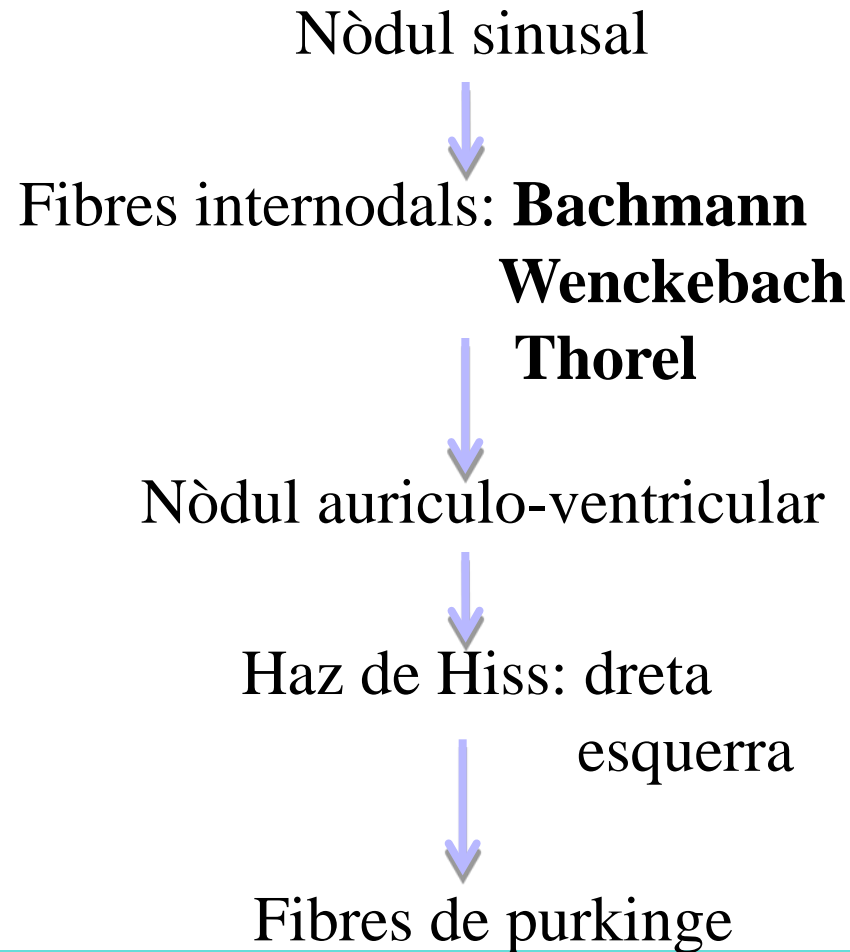 Nòdul sinusal
Fibres internodals: Bachmann
Wenckebach
Thorel
Nòdul auriculo-ventricular
Haz de Hiss: dreta
esquerra
Fibres de purkinge